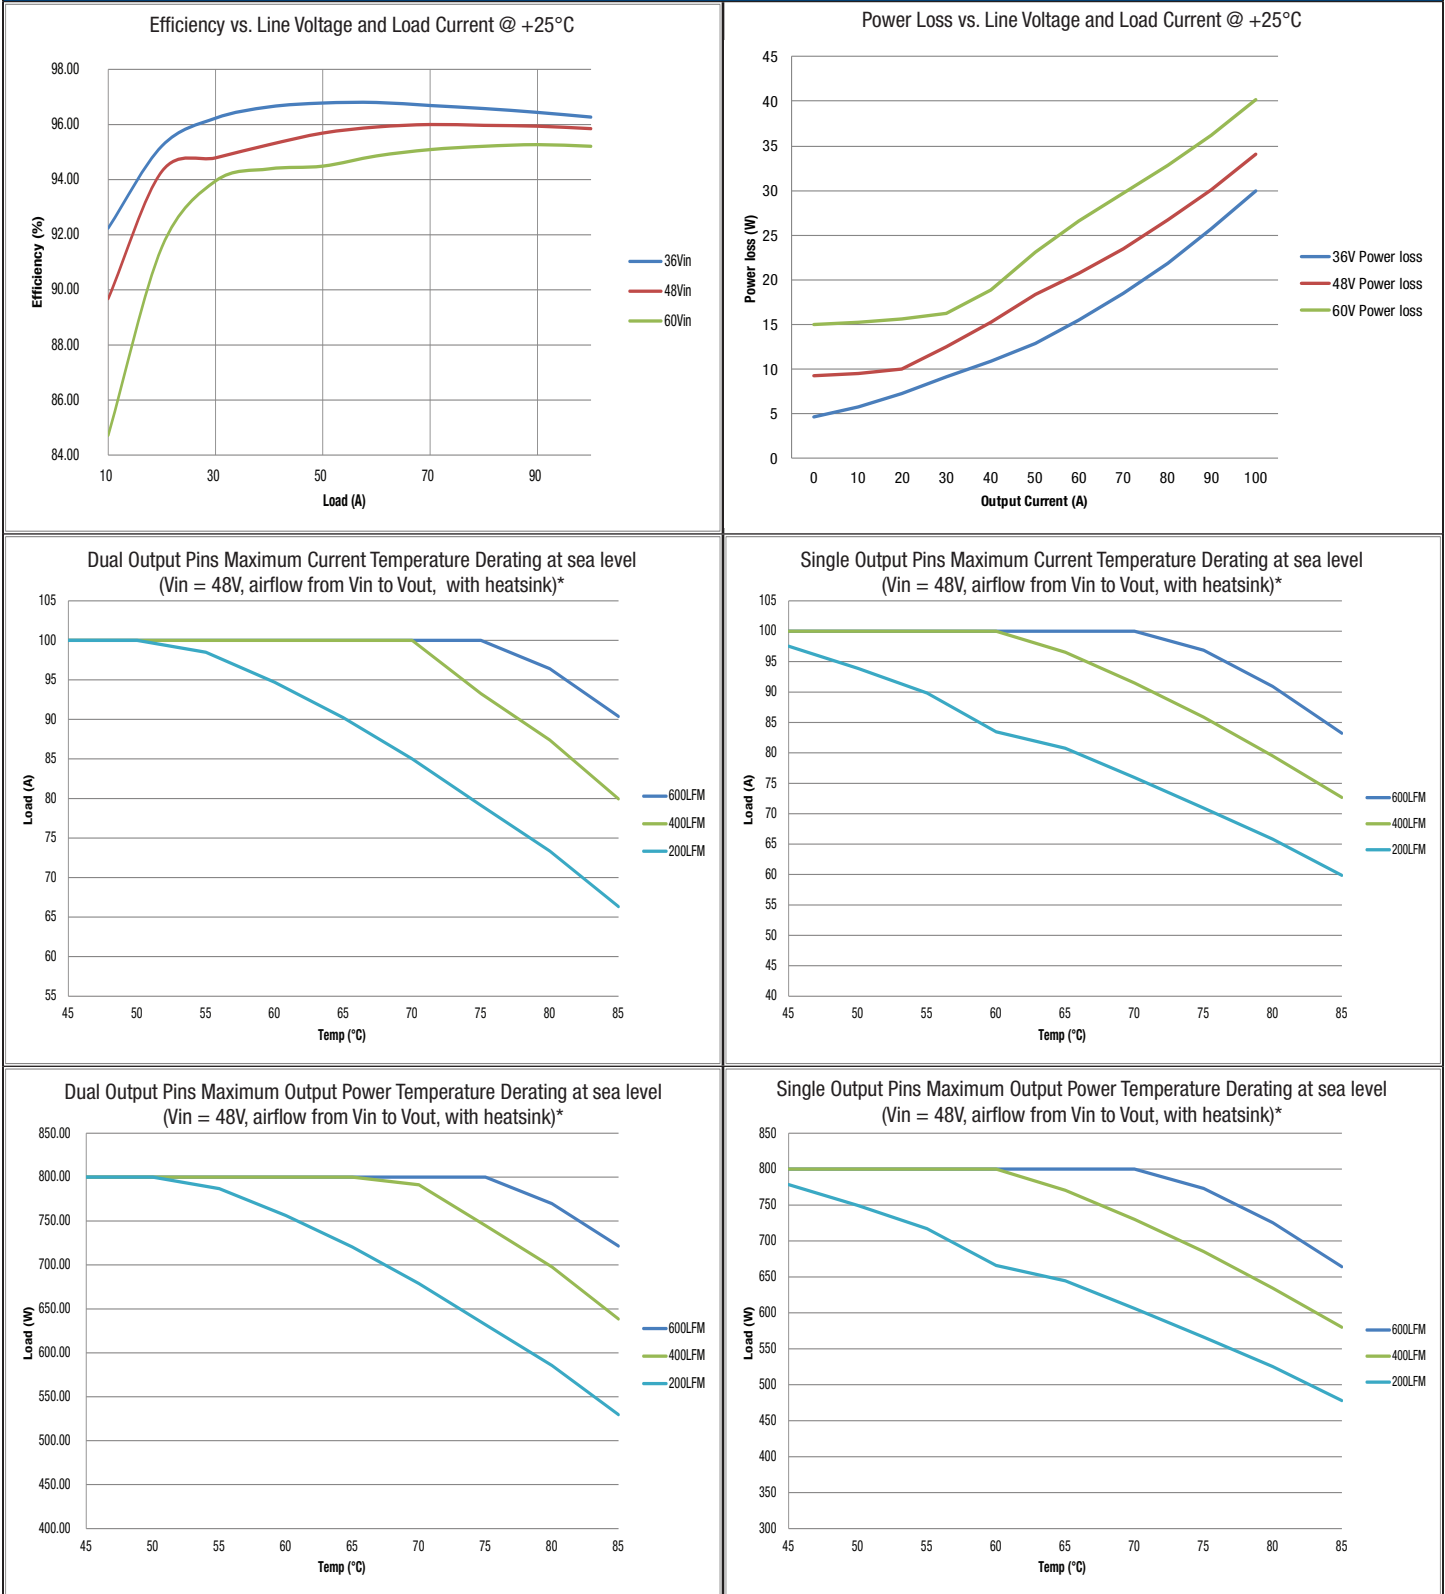 Efficiency vs. Line Voltage and Load Current @ +25°C
98.00
96.00
94.00
92.00
90.00
88.00
86.00
84.00
Efficiency (%)
10 30 50 70 90
Load (A)
36Vin
48Vin
60Vin
Power Loss vs. Line Voltage and Load Current @ +25°C
45
40
35
30
25
20
15
10
5
0
Power loss (W)
0 10 20 30 40 50 60 70 80 90 100
Output Current (A)
36V Power loss
48V Power loss
60V Power loss
Dual Output Pins Maximum Current Temperature Derating at sea level
(Vin = 48V, airflow from Vin to Vout, with heatsink)*
105
100
95
90
85
80
75
70
65
60
55
Load (A)
45 50 55 60 65 70 75 80 85
Temp (°C)
600LFM
400LFM
200LFM
Single Output Pins Maximum Current Temperature Derating at sea level
(Vin = 48V, airflow from Vin to Vout, with heatsink)*
105
100
95
90
85
80
75
70
65
60
55
50
45
40
Load (A)
45 50 55 60 65 70 75 80 85
Temp (°C)
600LFM
400LFM
200LFM
Dual Output Pins Maximum Output Power Temperature Derating at sea level
(Vin = 48V, airflow from Vin to Vout, with heatsink)*
850.00
800.00
750.00
700.00
650.00
600.00
550.00
500.00
450.00
400.00
Load (W)
45 50 55 60 65 70 75 80 85
Temp (°C)
600LFM
400LFM
200LFM
Single Output Pins Maximum Output Power Temperature Derating at sea level
(Vin = 48V, airflow from Vin to Vout, with heatsink)*
850
800
750
700
650
600
550
500
450
400
350
300
Load (W)
45 50 55 60 65 70 75 80 85
Temp (°C)
600LFM
400LFM
200LFM